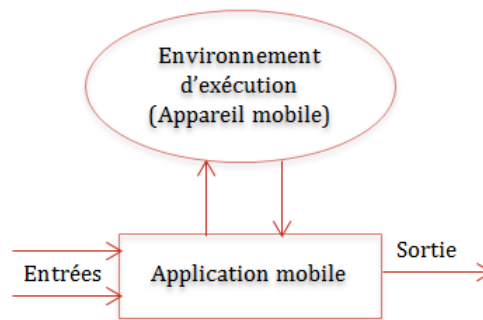 Environnement
d'exécution
(Appareil mobile)
Sortie
Entrées
Application mobile